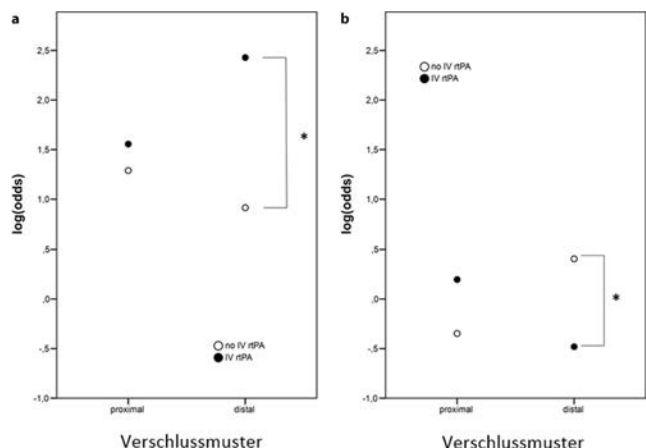 a
log(odds)
2,5
2,0
1,5
1,0
,5
,0
-,5
-1,0
no IV rtPA
IV rtPA
*
proximal
distal
Verschlussmuster
b
log(odds)
2,5
2,0
1,5
1,0
,5
,0
-,5
-1,0
no IV rtPA
IV rtPA
*
proximal
distal
Verschlussmuster